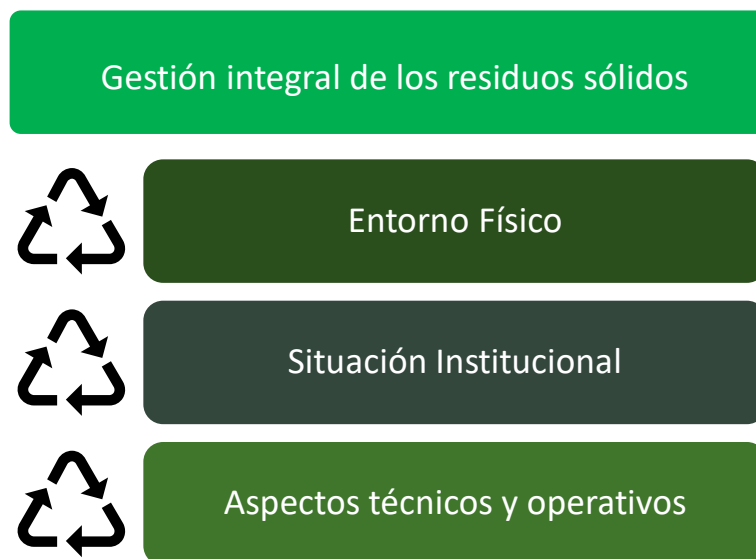 Gestión integral de los residuos sólidos
Entorno Físico
Situación Institucional
Aspectos técnicos y operativos